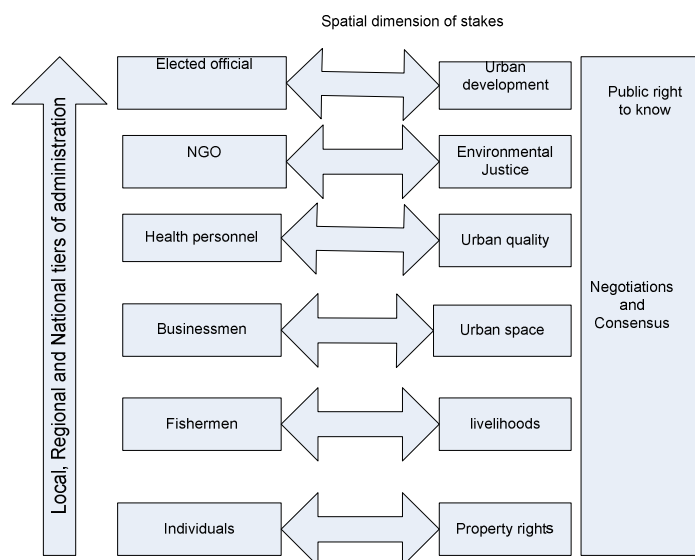 Spatial dimension of stakes
Local, Regional and National tiers of administration
Elected official
Urban
development
NGO
Environmental
Justice
Health personnel
Urban quality
Businessmen
Urban space
Fishermen
livelihoods
Individuals
Property rights
Public right
to know
Negotiations
and
Consensus